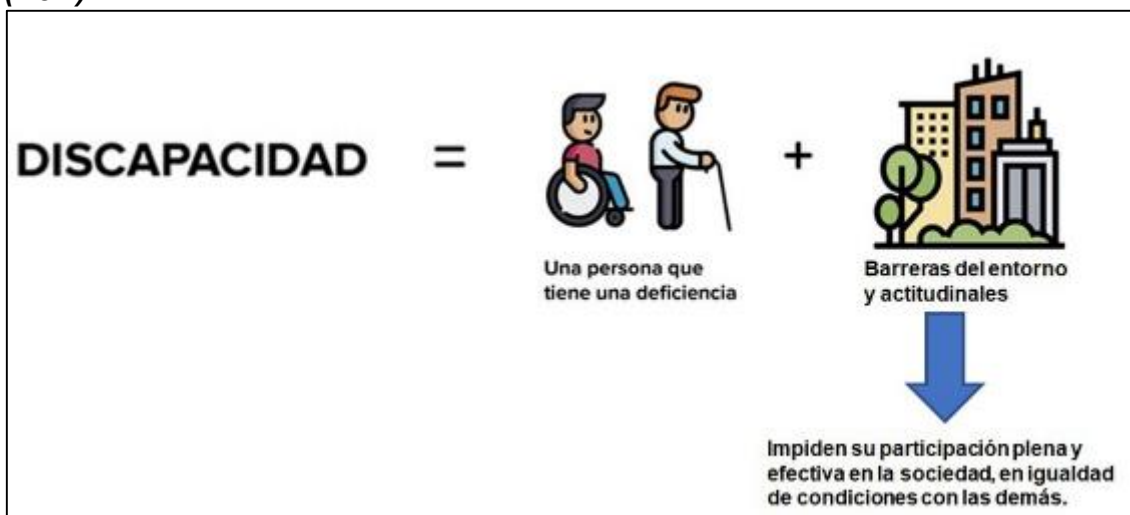 DISCAPACIDAD = +
Una persona que
tiene una deficiencia
Barreras del entorno
y actitudinales
Impiden su participación plena y
efectiva en la sociedad, en igualdad
de condiciones con las demás.